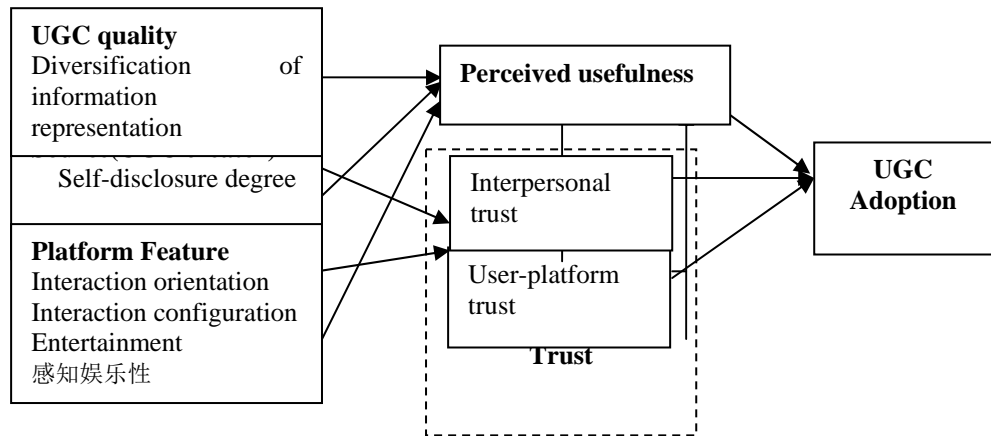 UGC quality
Diversification of
information
representation
Self-disclosure degree
Platform Feature
Interaction orientation
Interaction configuration
Entertainment
感知娱乐性
Perceived usefulness
Interpersonal
trust
User-platform
trust
Trust
UGC
Adoption